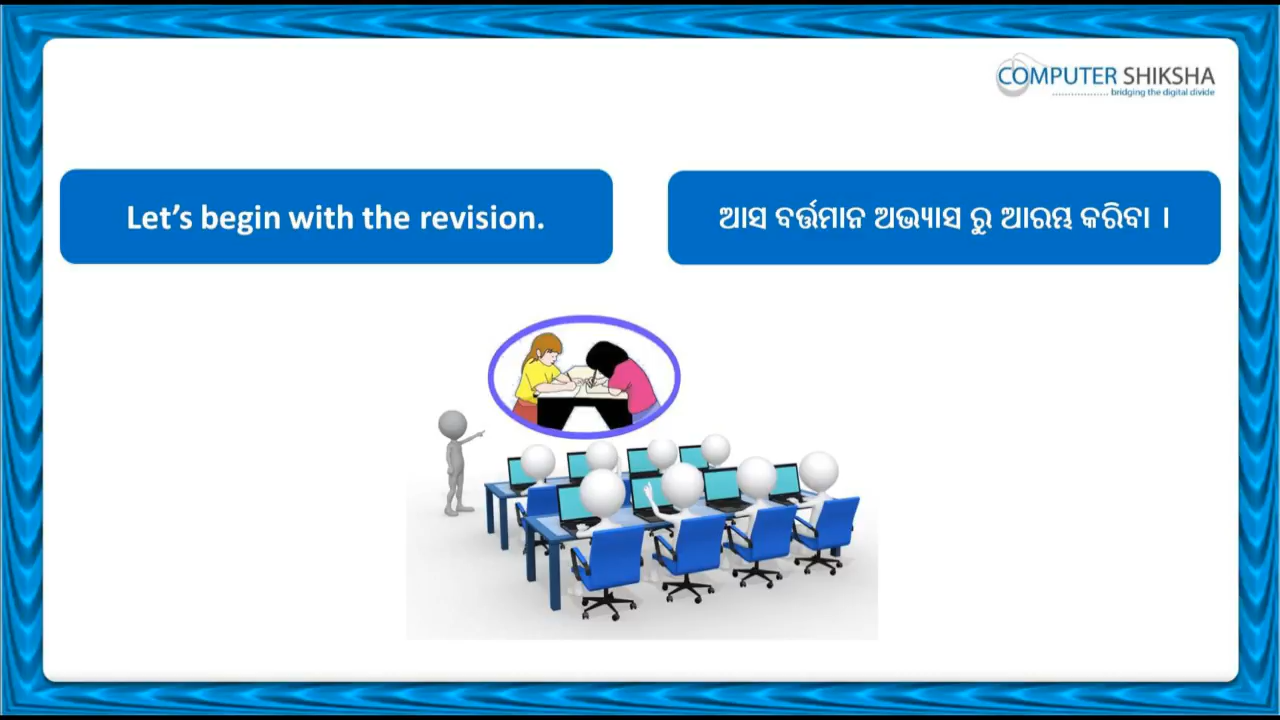 COMPUTER SHIKSHA
.................... bridging the digital divide
Let’s begin with the revision.
ଆସ ବର୍ତ୍ତମାନ ଅଭ୍ୟାସ ରୁ ଆରମ୍ଭ କରିବା ।